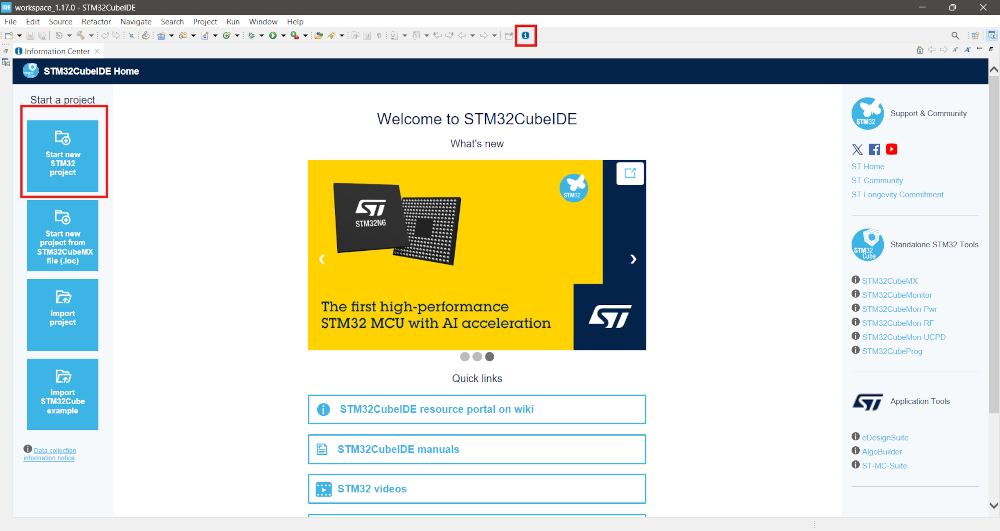 IDE workspace_1.17.0 - STM32CubeIDE
File Edit Source Refactor Navigate Search Project Run Window Help
Information Center
STM32CubeIDE Home
Start a project
Start new
STM32
project
Start new
project from
STM32CubeMX
file (.ioc)
Import
project
Import
STM32Cube
example
Data collection
information notice
Welcome to STM32CubeIDE
What's new
STM32
ST
STM32N6
The first high-performance
STM32 MCU with AI acceleration
ST
Quick links
STM32CubeIDE resource portal on wiki
STM32CubeIDE manuals
STM32 videos
STM32
Support & Community
ST Home
ST Community
ST Longevity Commitment
STM32
Cube
Standalone STM32 Tools
STM32CubeMX
STM32CubeMonitor
STM32CubeMon-Pwr
STM32CubeMon-RF
STM32CubeMon-UCPD
STM32CubeProg
ST
Application Tools
eDesignSuite
AlgoBuilder
ST-MC-Suite